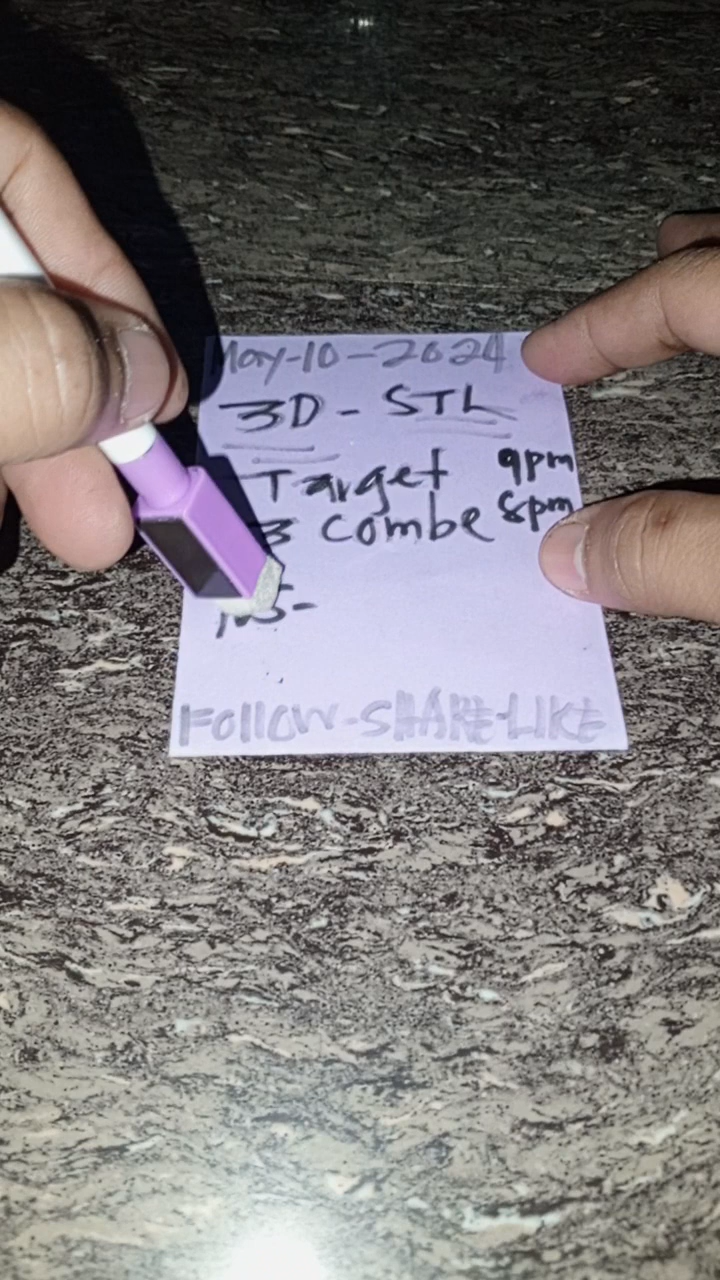 May-10-2024
3D - STL
Target 9pm
3 combe 8pm
FOLLOW-SHARE-LIKE